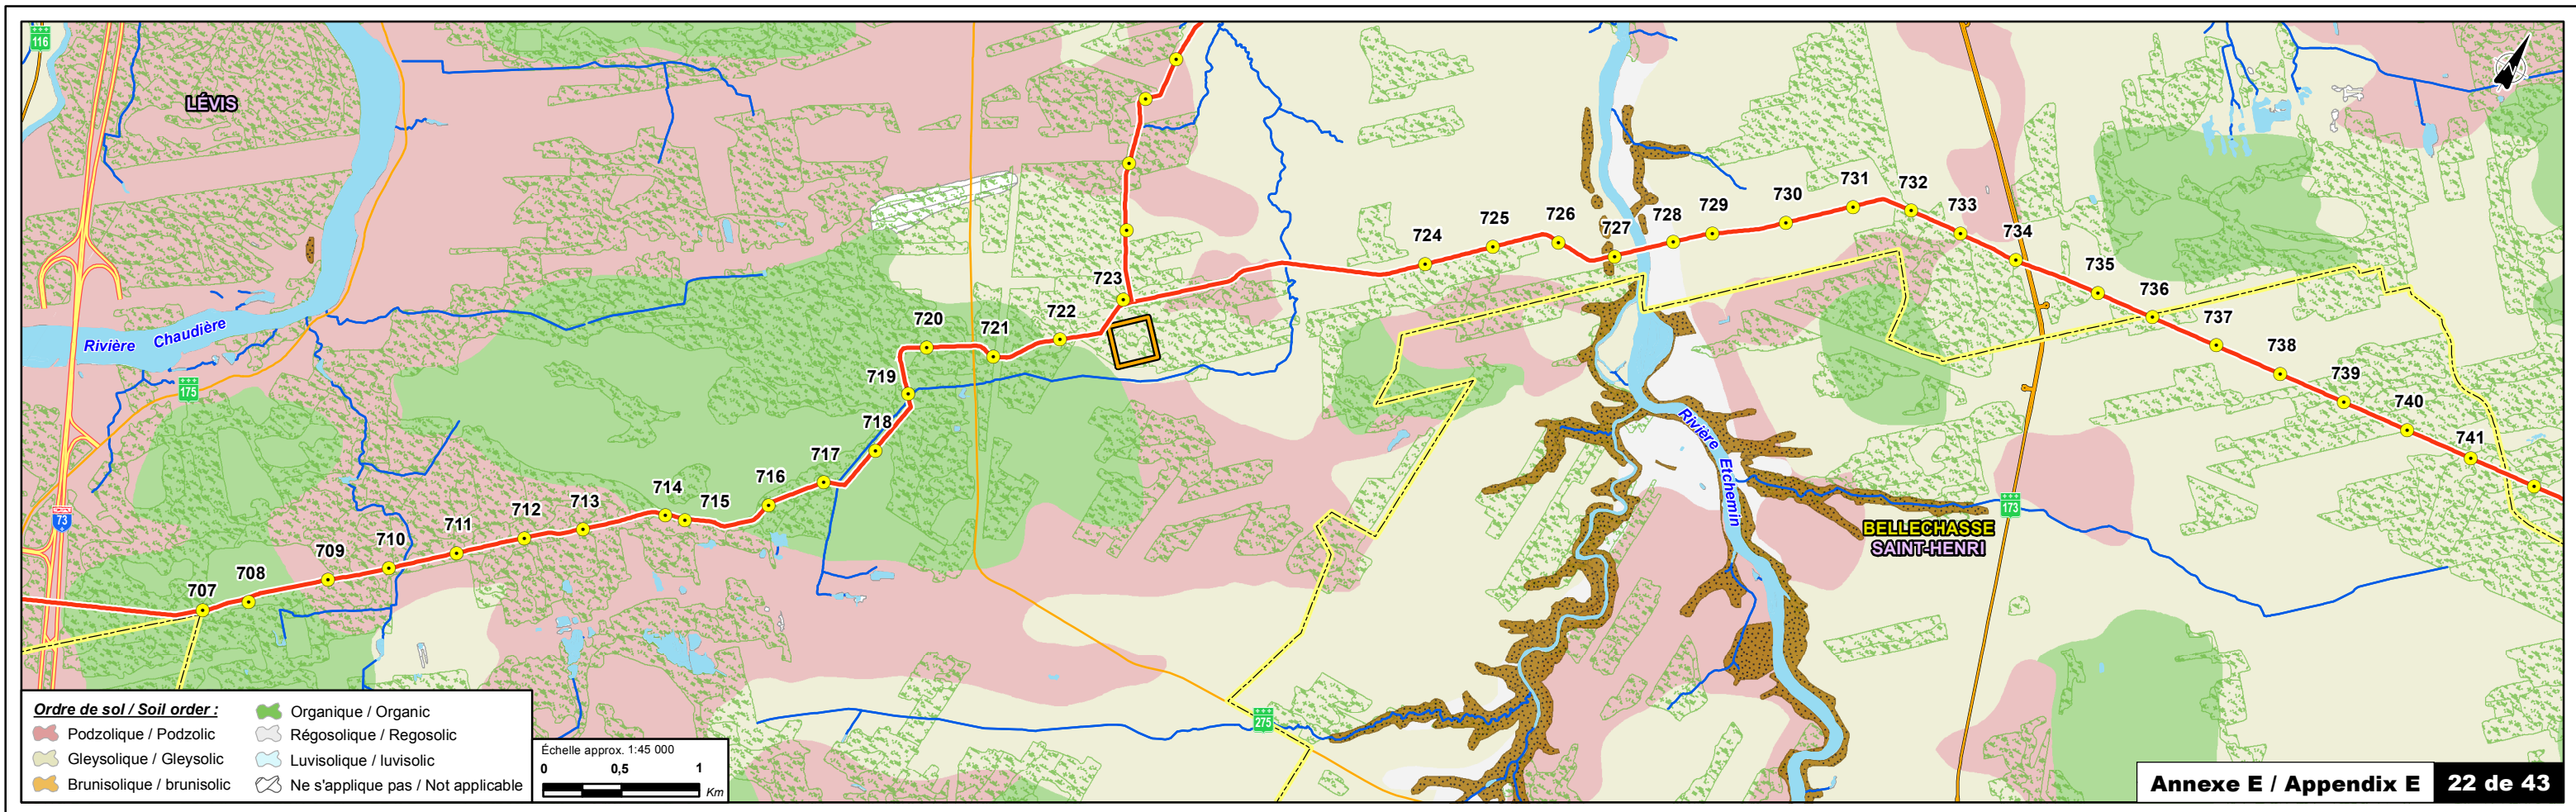 116
LÉVIS
Rivière Chaudière
175
73
707
708
709
710
711
712
713
714
715
716
717
718
719
720
721
722
723
724
725
726
727
728
729
730
731
732
733
734
735
736
737
738
739
740
741
Rivière Etchemin
173
BELLECHASSE
SAINT-HENRI
275
Ordre de sol / Soil order :
Podzolique / Podzolic
Gleysolique / Gleysolic
Brunisolique / brunisolic
Organique / Organic
Régosolique / Regosolic
Luvisolique / luvisolic
Ne s'applique pas / Not applicable
Échelle approx. 1:45 000
0 0,5 1
Km
Annexe E / Appendix E 22 de 43